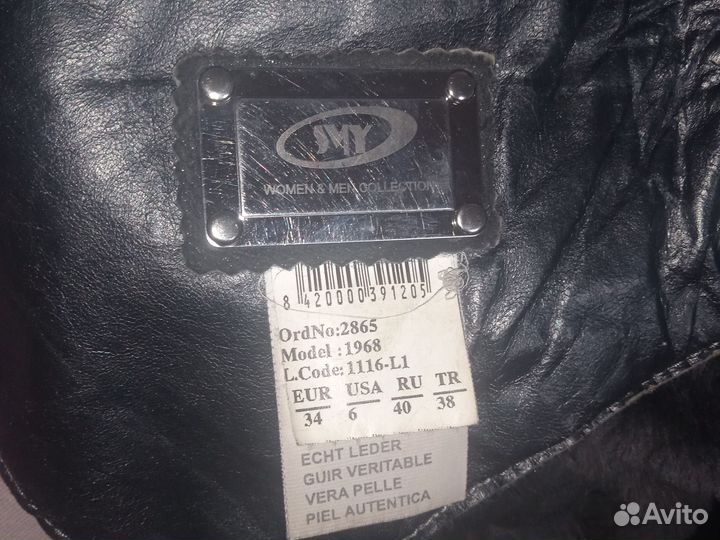 WOMEN & MEN COLLECTION
8 420000 391205
OrdNo:2865
Model :1968
L.Code:1116-L1
EUR USA RU TR
34 6 40 38
ECHT LEDER
GUIR VERITABLE
VERA PELLE
PIEL AUTENTICA
Avito